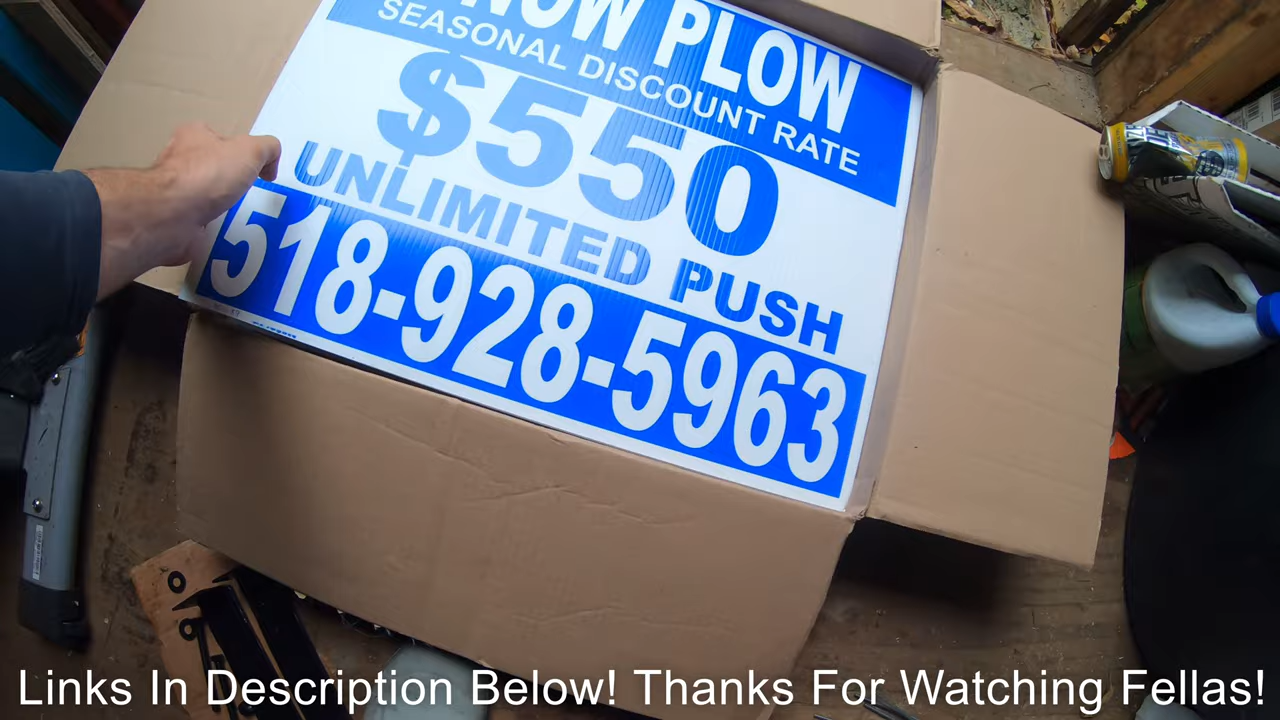 NOW PLOW
SEASONAL DISCOUNT RATE
$550
UNLIMITED PUSH
518-928-5963
Links In Description Below! Thanks For Watching Fellas!